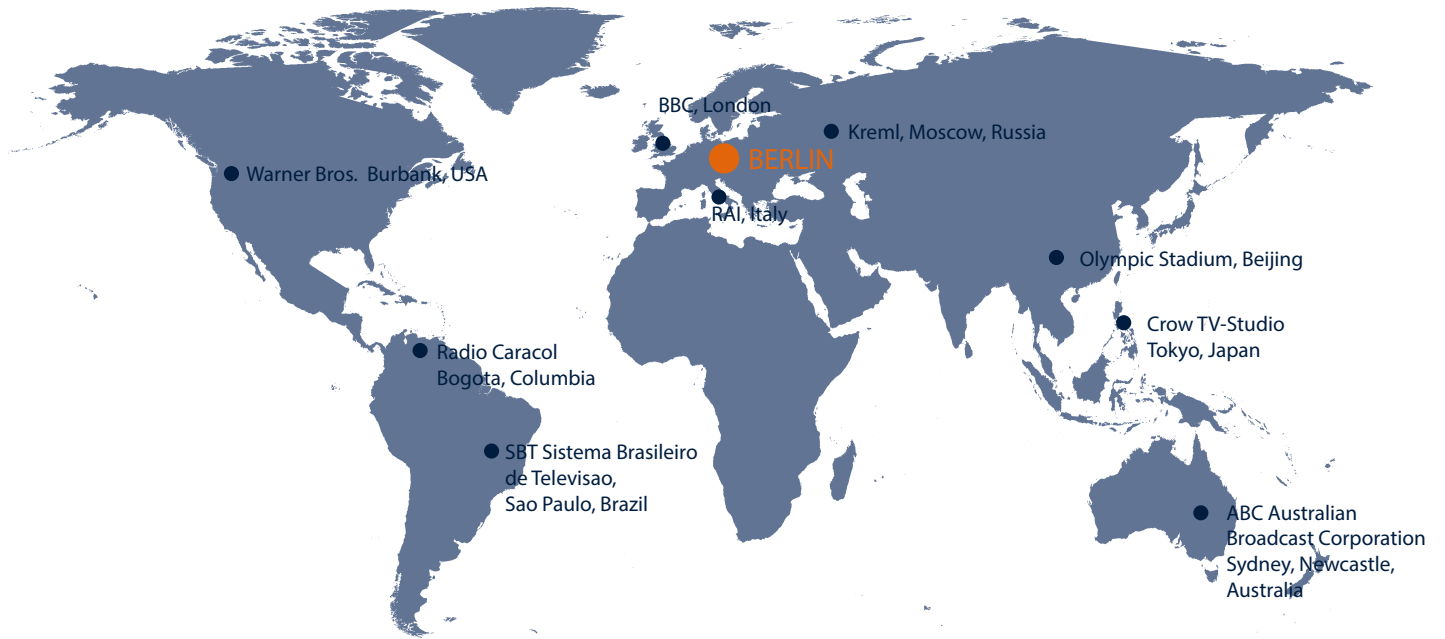 BBC, London
Kreml, Moscow, Russia
BERLIN
Warner Bros.  Burbank, USA
RAI, Italy
Olympic Stadium, Beijing
Crow TV-Studio
Tokyo, Japan
Radio Caracol
Bogota, Columbia
SBT Sistema Brasileiro
de Televisao,
Sao Paulo, Brazil
ABC Australian
Broadcast Corporation
Sydney, Newcastle,
Australia